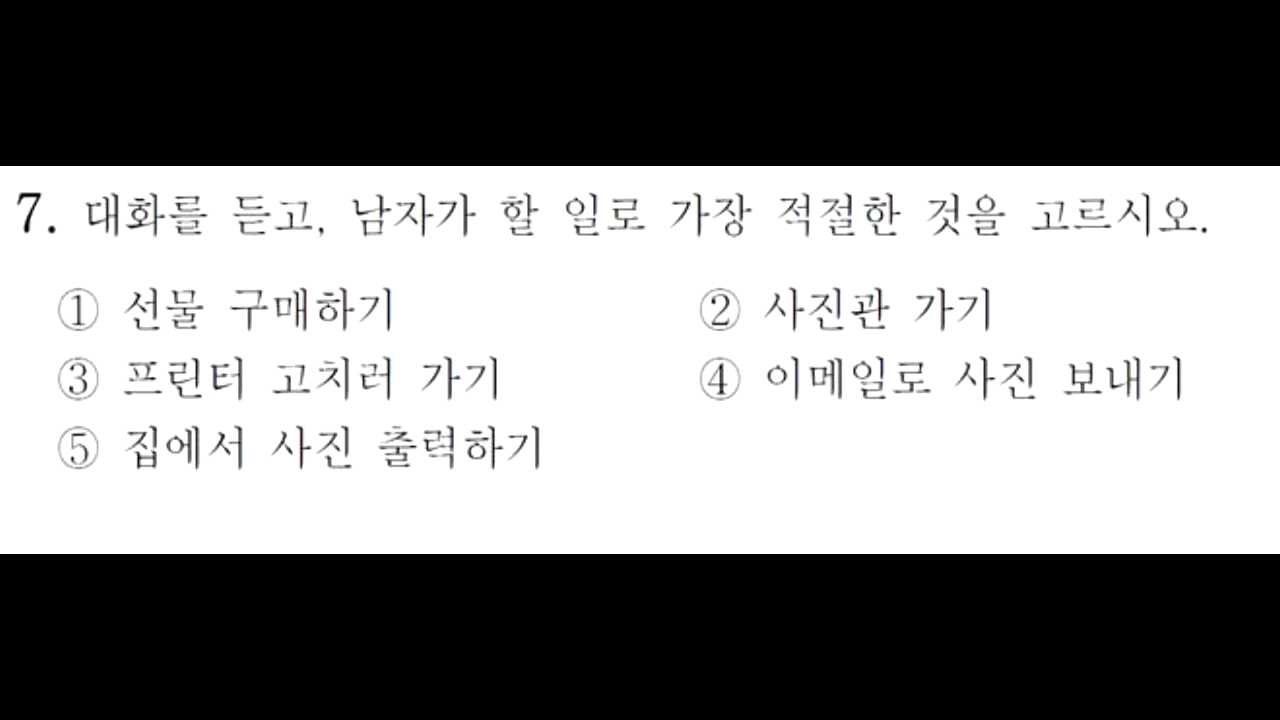 7. 대화를 듣고, 남자가 할 일로 가장 적절한 것을 고르시오.
① 선물 구매하기 ② 사진관 가기
③ 프린터 고치러 가기 ④ 이메일로 사진 보내기
⑤ 집에서 사진 출력하기